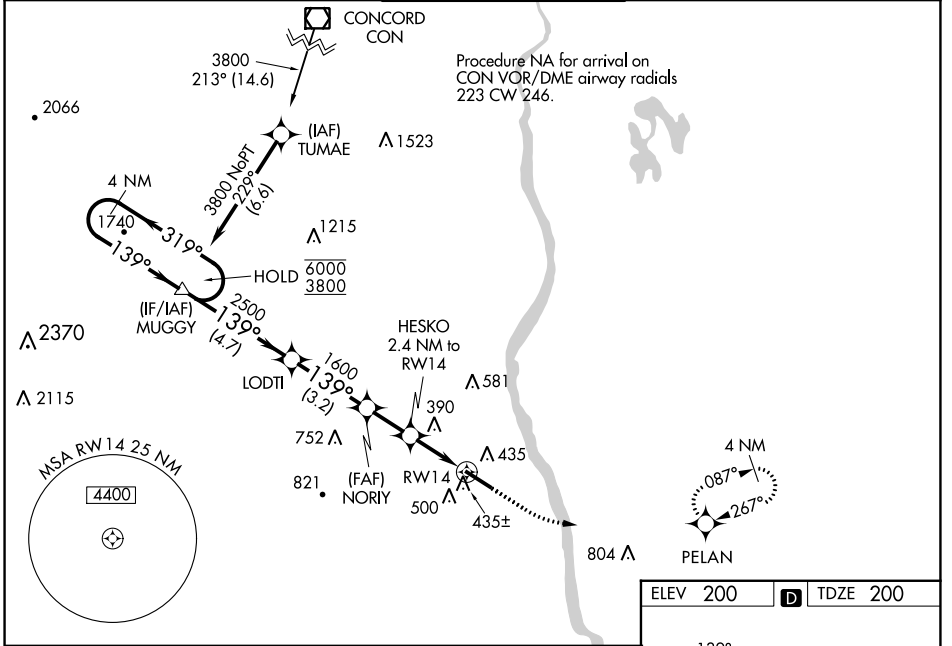 CONCORD
CON
3800
213° (14.6)
Procedure NA for arrival on
CON VOR/DME airway radials
223 CW 246.
2066
(IAF)
TUMAE
1523
3800 NoPT
229°
(6.6)
4 NM
1740
319°
139°
1215
HOLD 6000
3800
(IF/IAF)
MUGGY
2500
139°
(4.7)
2370
HESKO
2.4 NM to
RW14
LODTI
1600
139°
(3.2)
581
2115
390
752
435
MSA RW14 25 NM
4400
821
(FAF)
NORIY
RW14
500
435±
4 NM
087°
267°
804
PELAN
ELEV 200
D
TDZE 200